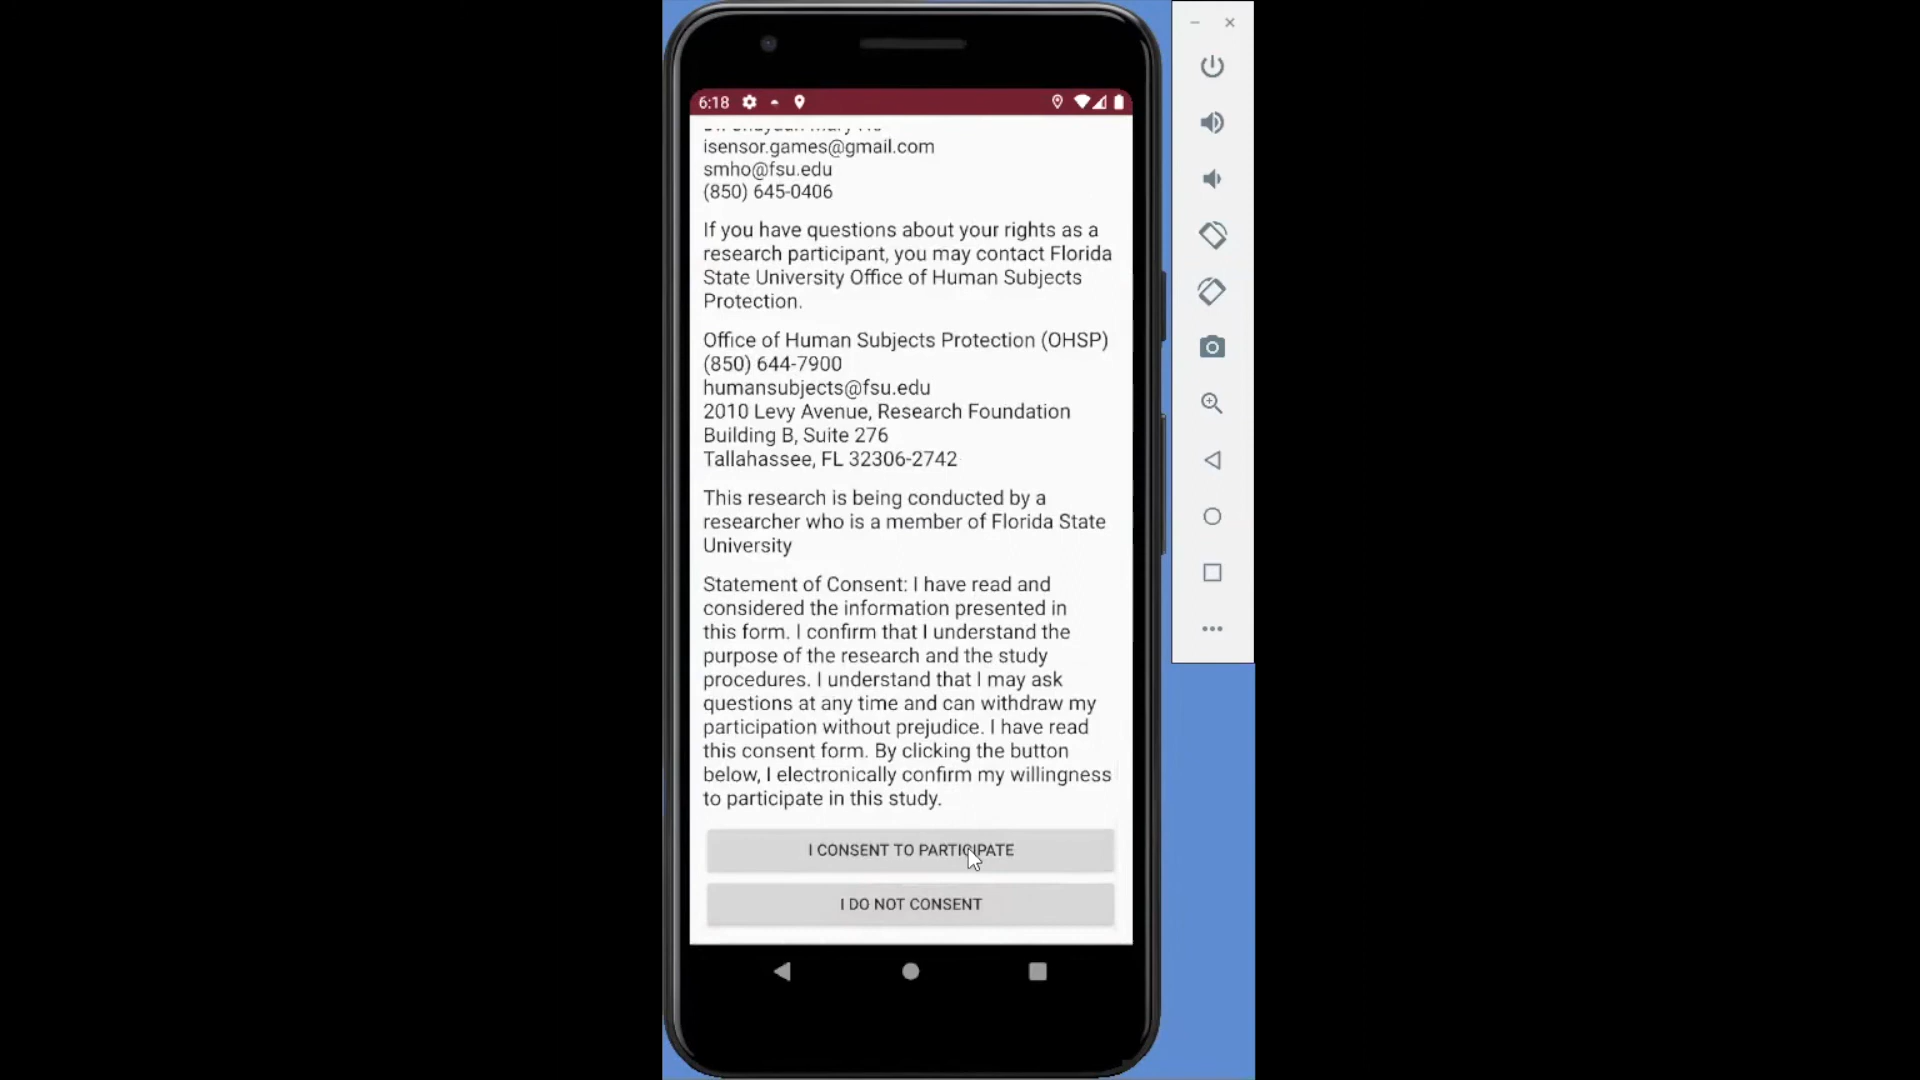 6:18
isensor.games@gmail.com
smho@fsu.edu
(850) 645-0406
If you have questions about your rights as a
research participant, you may contact Florida
State University Office of Human Subjects
Protection.
Office of Human Subjects Protection (OHSP)
(850) 644-7900
humansubjects@fsu.edu
2010 Levy Avenue, Research Foundation
Building B, Suite 276
Tallahassee, FL 32306-2742
This research is being conducted by a
researcher who is a member of Florida State
University
Statement of Consent: I have read and
considered the information presented in
this form. I confirm that I understand the
purpose of the research and the study
procedures. I understand that I may ask
questions at any time and can withdraw my
participation without prejudice. I have read
this consent form. By clicking the button
below, I electronically confirm my willingness
to participate in this study.
I CONSENT TO PARTICIPATE
I DO NOT CONSENT